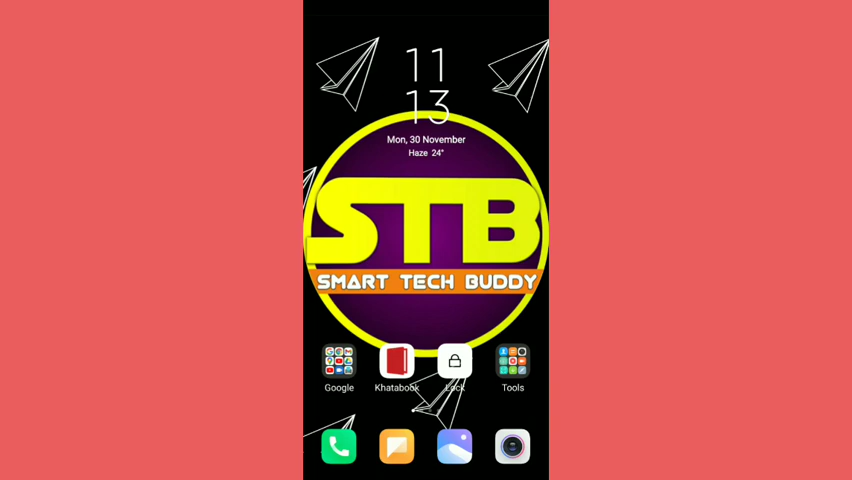 11
13
Mon, 30 November
Haze 24°
STB
SMART TECH BUDDY
Google
Khatabook
Lock
Tools